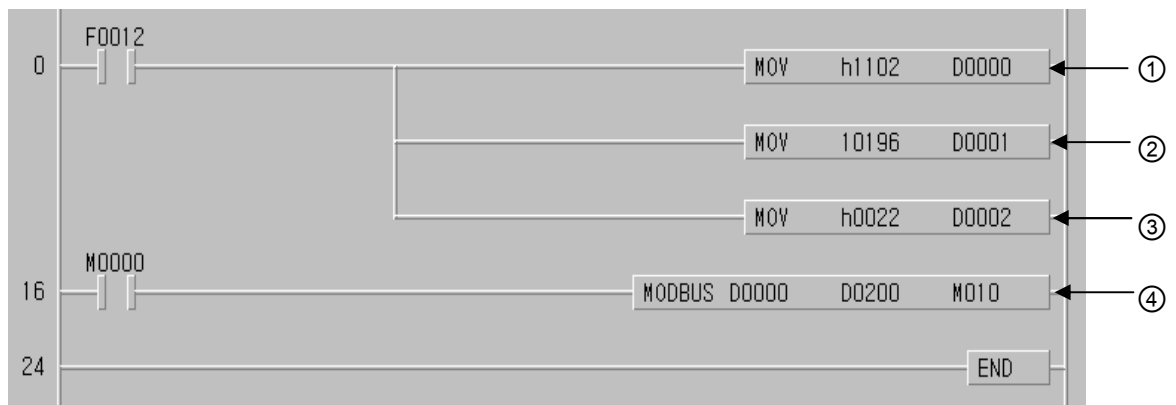 F0012
0 MOV h1102 D0000 ①
MOV 10196 D0001 ②
MOV h0022 D0002 ③
M0000
16 MODBUS D0000 D0200 M010 ④
24 END